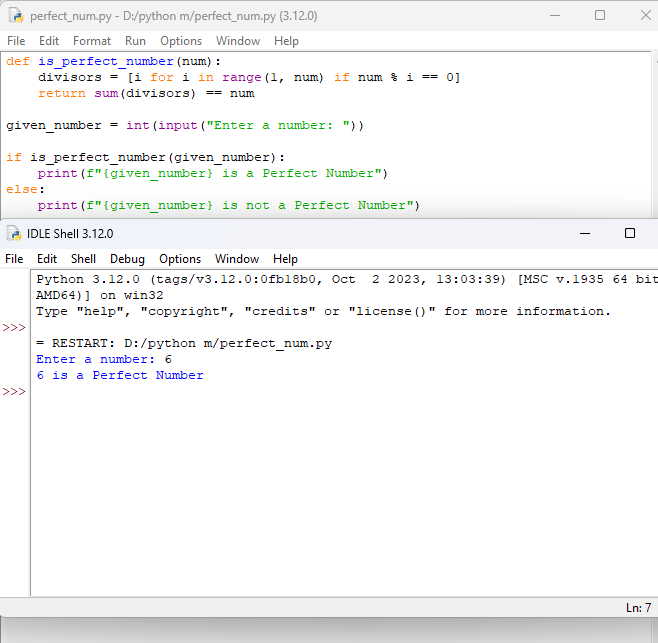 perfect_num.py - D:/python m/perfect_num.py (3.12.0)
File Edit Format Run Options Window Help
def is_perfect_number(num):
    divisors = [i for i in range(1, num) if num % i == 0]
    return sum(divisors) == num

given_number = int(input("Enter a number: "))

if is_perfect_number(given_number):
    print(f"{given_number} is a Perfect Number")
else:
    print(f"{given_number} is not a Perfect Number")
IDLE Shell 3.12.0
File Edit Shell Debug Options Window Help
Python 3.12.0 (tags/v3.12.0:0fb18b0, Oct  2 2023, 13:03:39) [MSC v.1935 64 bit
AMD64)] on win32
Type "help", "copyright", "credits" or "license()" for more information.
>>>
= RESTART: D:/python m/perfect_num.py
Enter a number: 6
6 is a Perfect Number
>>>
Ln: 7